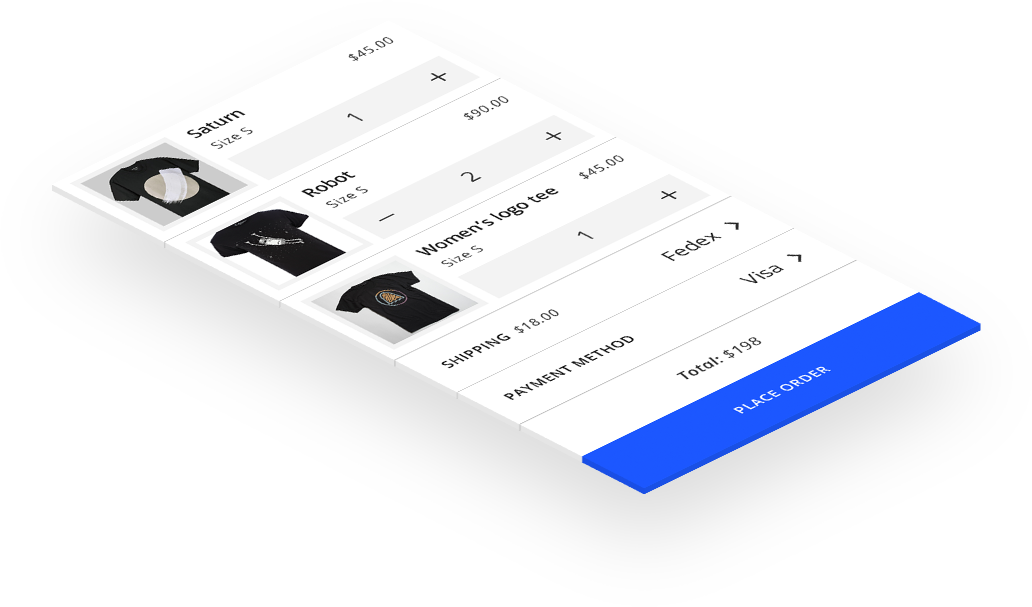 Saturn
$45.00
Size S
1 +
Robot
$90.00
Size S
− 2 +
Women's logo tee
$45.00
Size S
1 +
SHIPPING $18.00
Fedex >
PAYMENT METHOD
Visa >
Total: $198
PLACE ORDER